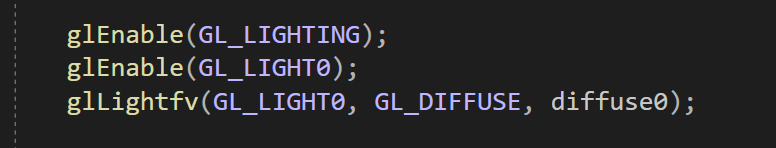 glEnable(GL_LIGHTING);
glEnable(GL_LIGHT0);
glLightfv(GL_LIGHT0, GL_DIFFUSE, diffuse0);